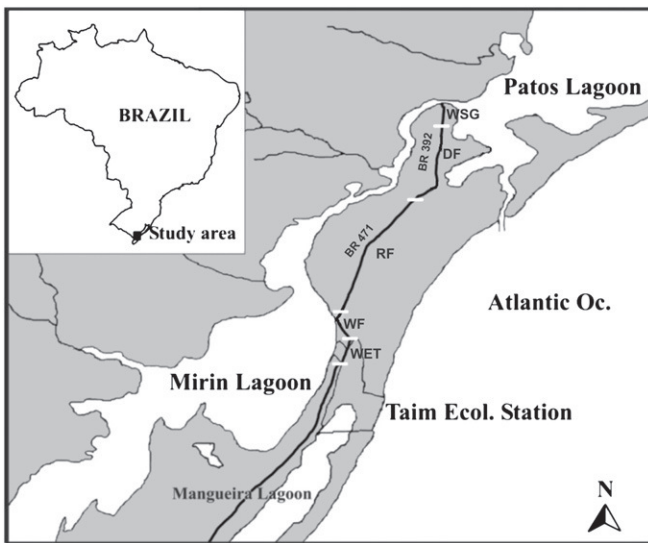 BRAZIL
Study area
Patos Lagoon
WSG
BR 392
DF
BR 471
RF
Atlantic Oc.
WF
WET
Mirin Lagoon
Taim Ecol. Station
Mangueira Lagoon
N